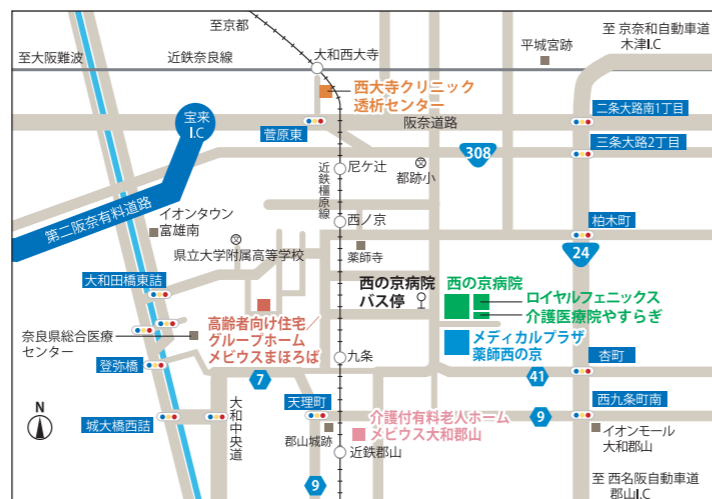 至京都
至大阪難波
近鉄奈良線
大和西大寺
平城宮跡
至 京奈和自動車道
木津I.C
西大寺クリニック
透析センター
宝来
I.C
菅原東
阪奈道路
二条大路南1丁目
三条大路2丁目
308
尼ケ辻
都跡小
近鉄橿原線
第二阪奈有料道路
イオンタウン
富雄南
西ノ京
柏木町
24
県立大学附属高等学校
薬師寺
大和田橋東詰
西の京病院
バス停
西の京病院
ロイヤルフェニックス
介護医療院やすらぎ
奈良県総合医療
センター
高齢者向け住宅／
グループホーム
メビウスまほろば
メディカルプラザ
薬師西の京
九条
登弥橋
7
41
杏町
N
城大橋西詰
大和中央道
天理町
介護付有料老人ホーム
メビウス大和郡山
9
西九条町南
郡山城跡
近鉄郡山
イオンモール
大和郡山
9
至 西名阪自動車道
郡山I.C